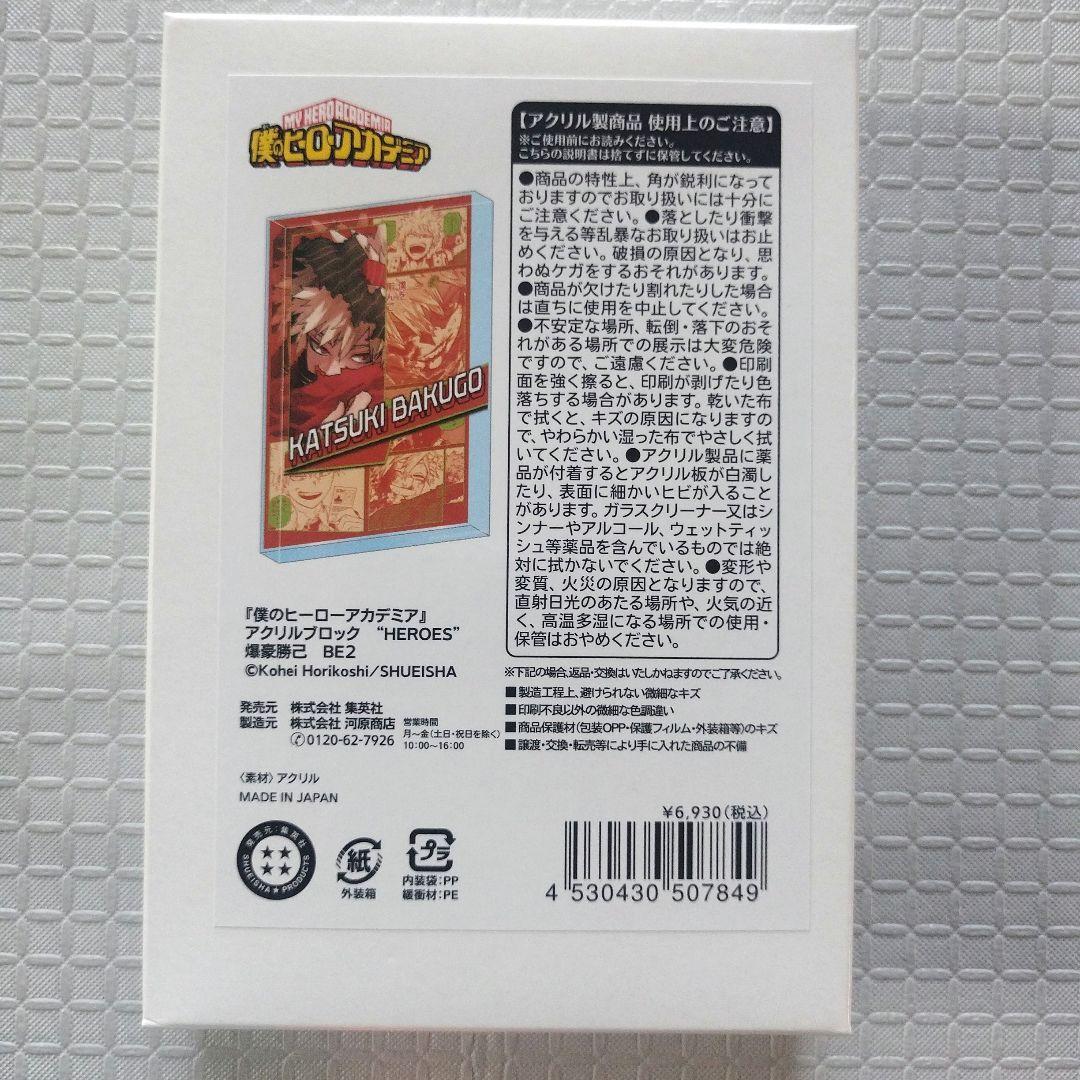 MY HERO ACADEMIA
僕のヒーローアカデミア
KATSUKI BAKUGO
『僕のヒーローアカデミア』
アクリルブロック “HEROES”
爆豪勝己 BE2
©Kohei Horikoshi/SHUEISHA
発売元 株式会社 集英社
製造元 株式会社 河原商店
0120-62-7926
営業時間
月～金(土日・祝日を除く)
10:00～16:00
〈素材〉アクリル
MADE IN JAPAN
発売元:集英社
SHUEISHA★PRODUCTS
紙
外装箱
プラ
内装袋:PP
緩衝材:PE
【アクリル製商品 使用上のご注意】
※ご使用前にお読みください。
こちらの説明書は捨てずに保管してください。
●商品の特性上、角が鋭利になって
おりますのでお取り扱いには十分に
ご注意ください。●落としたり衝撃
を与える等乱暴なお取り扱いはお止
めください。破損の原因となり、思
わぬケガをするおそれがあります。
●商品が欠けたり割れたりした場合
は直ちに使用を中止してください。
●不安定な場所、転倒・落下のおそ
れがある場所での展示は大変危険
ですので、ご遠慮ください。●印刷
面を強く擦ると、印刷が剥げたり色
落ちする場合があります。乾いた布
で拭くと、キズの原因になりますの
で、やわらかい湿った布でやさしく拭
いてください。●アクリル製品に薬
品が付着するとアクリル板が白濁し
たり、表面に細かいヒビが入ること
があります。ガラスクリーナー又はシ
ンナーやアルコール、ウェットティッ
シュ等薬品を含んでいるものでは絶
対に拭かないでください。●変形や
変質、火災の原因となりますので、
直射日光のあたる場所や、火気の近
く、高温多湿になる場所での使用・
保管はおやめください。
※下記の場合、返品・交換はいたしかねますのでご了承ください。
■製造工程上、避けられない微細なキズ
■印刷不良以外の微細な色調違い
■商品保護材(包装OPP・保護フィルム・外装箱等)のキズ
■譲渡・交換・転売等により手に入れた商品の不備
¥6,930(税込)
4 530430 507849